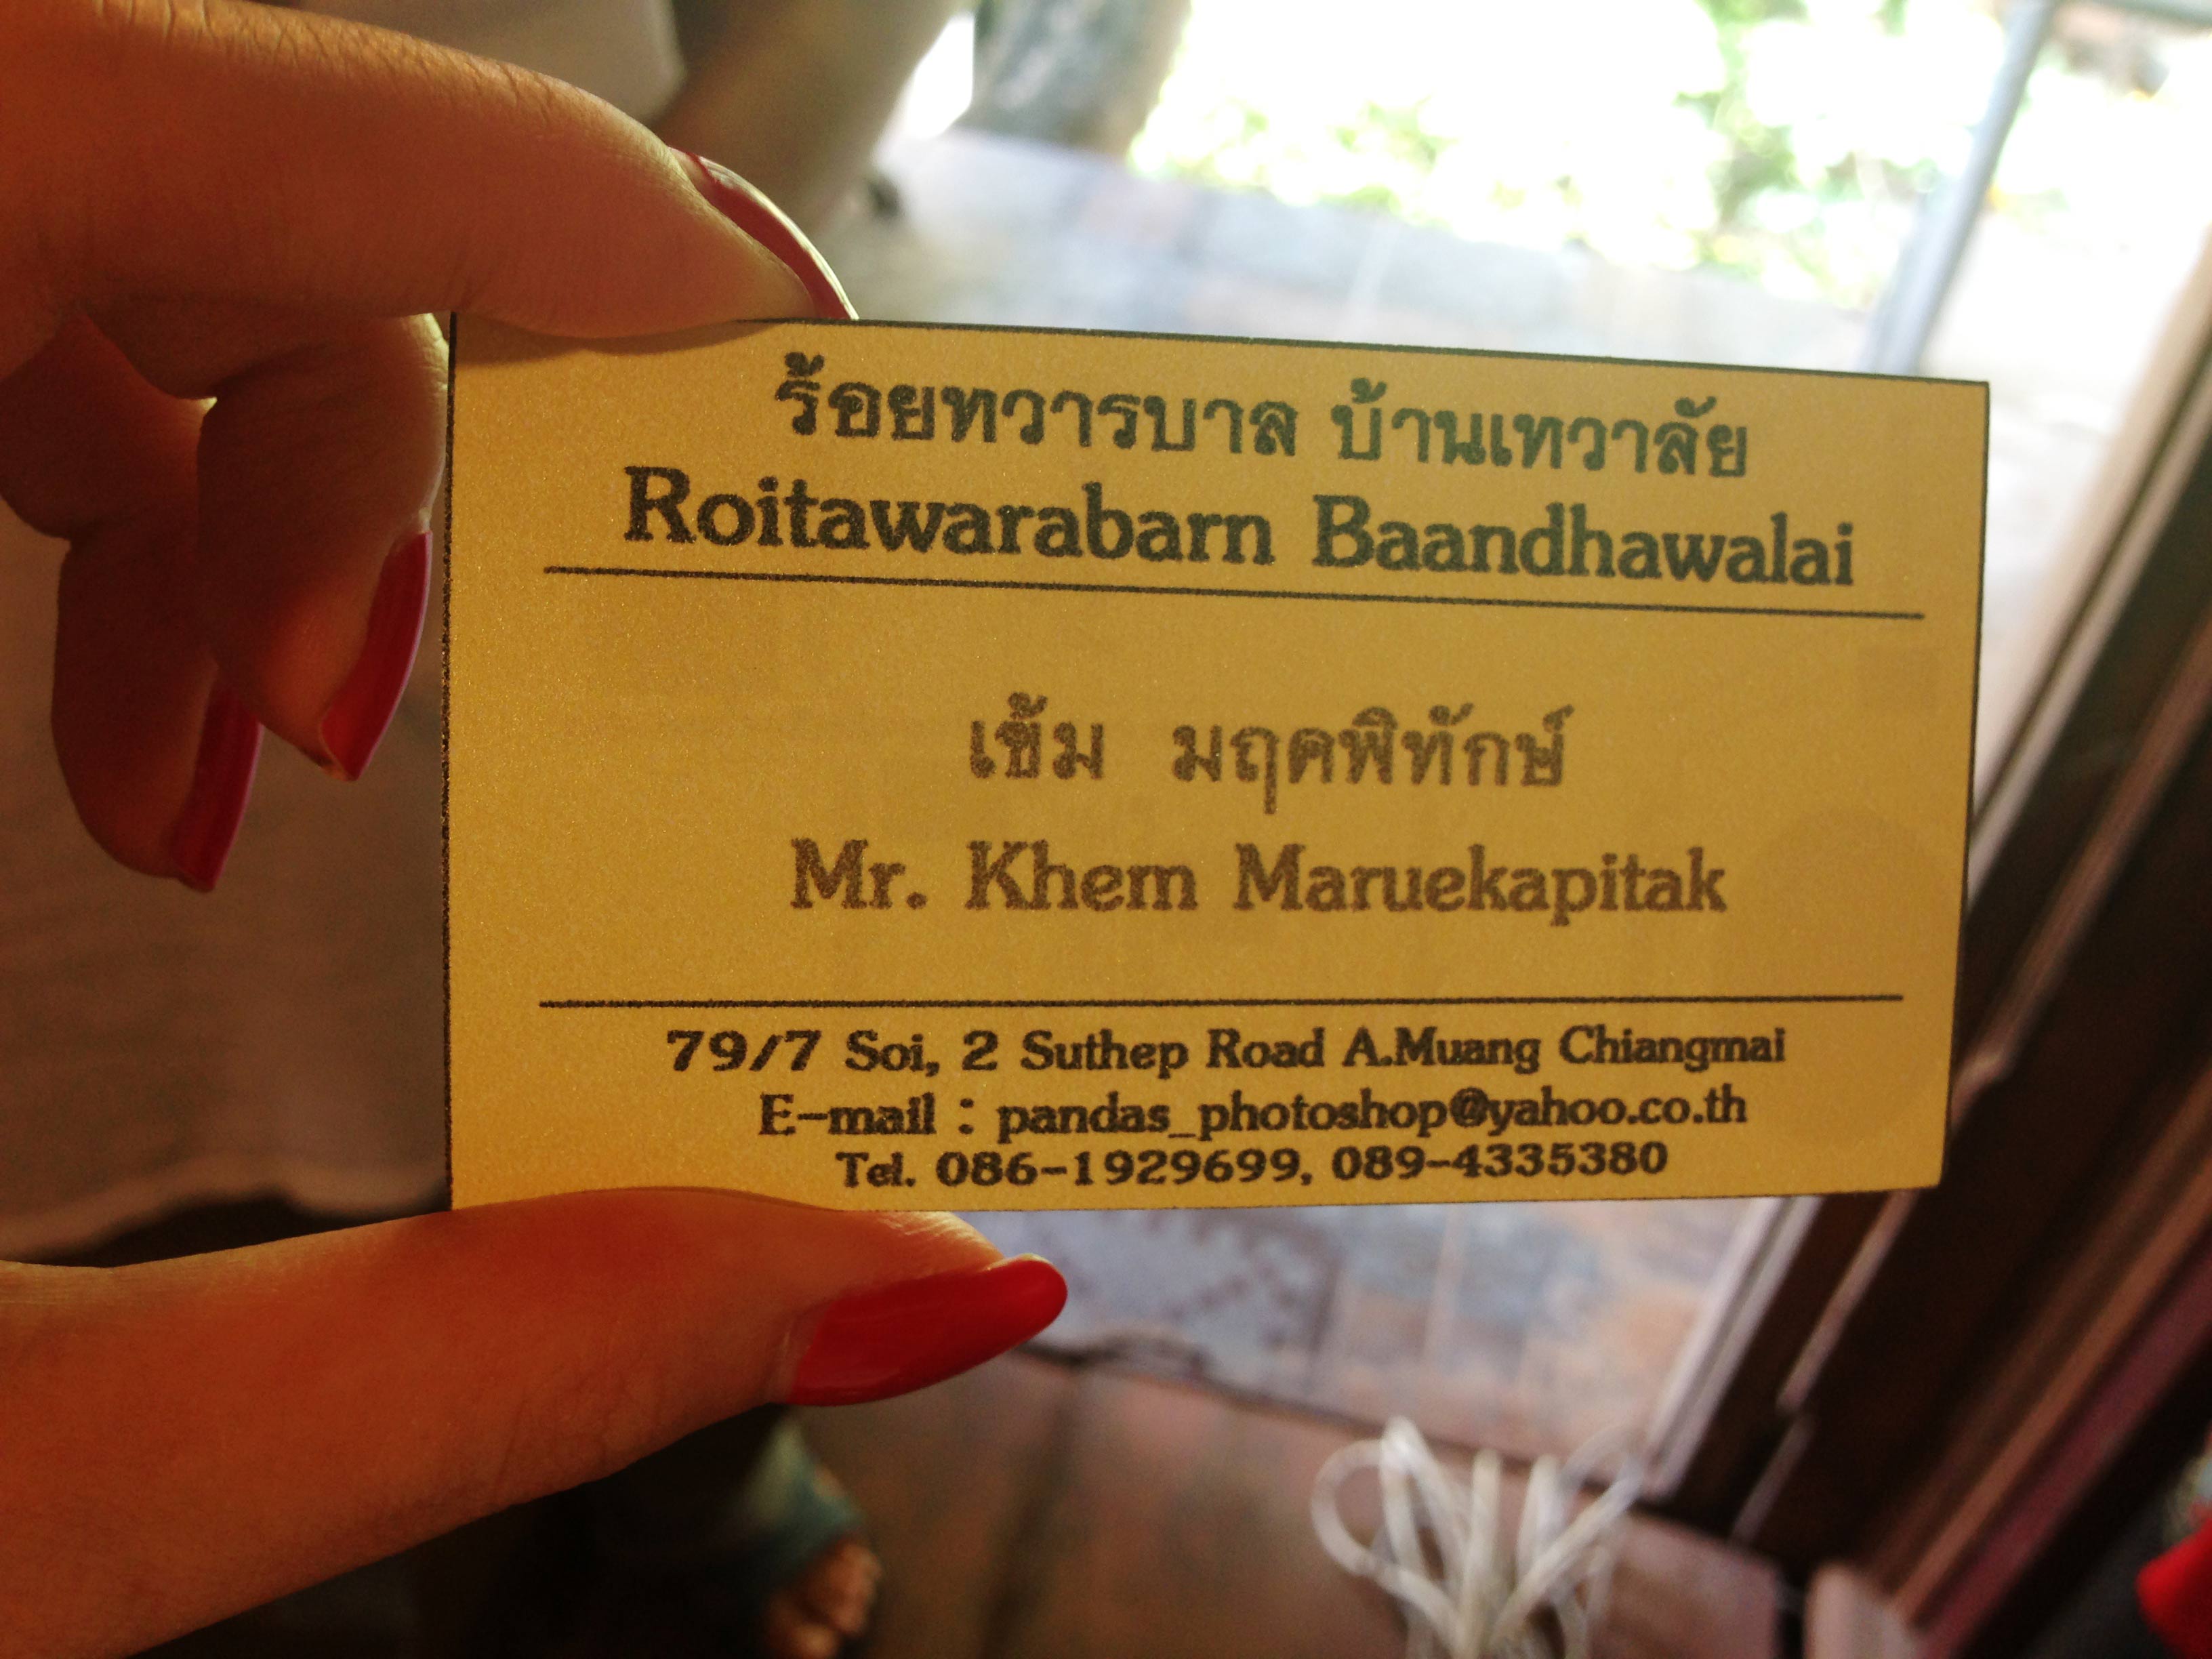 ร้อยทวารบาล บ้านเทวาลัย
Roitawarabarn Baandhawalai
เข้ม มฤคพิทักษ์
Mr. Khem Maruekapitak
79/7 Soi, 2 Suthep Road A.Muang Chiangmai
E-mail : pandas_photoshop@yahoo.co.th
Tel. 086-1929699, 089-4335380